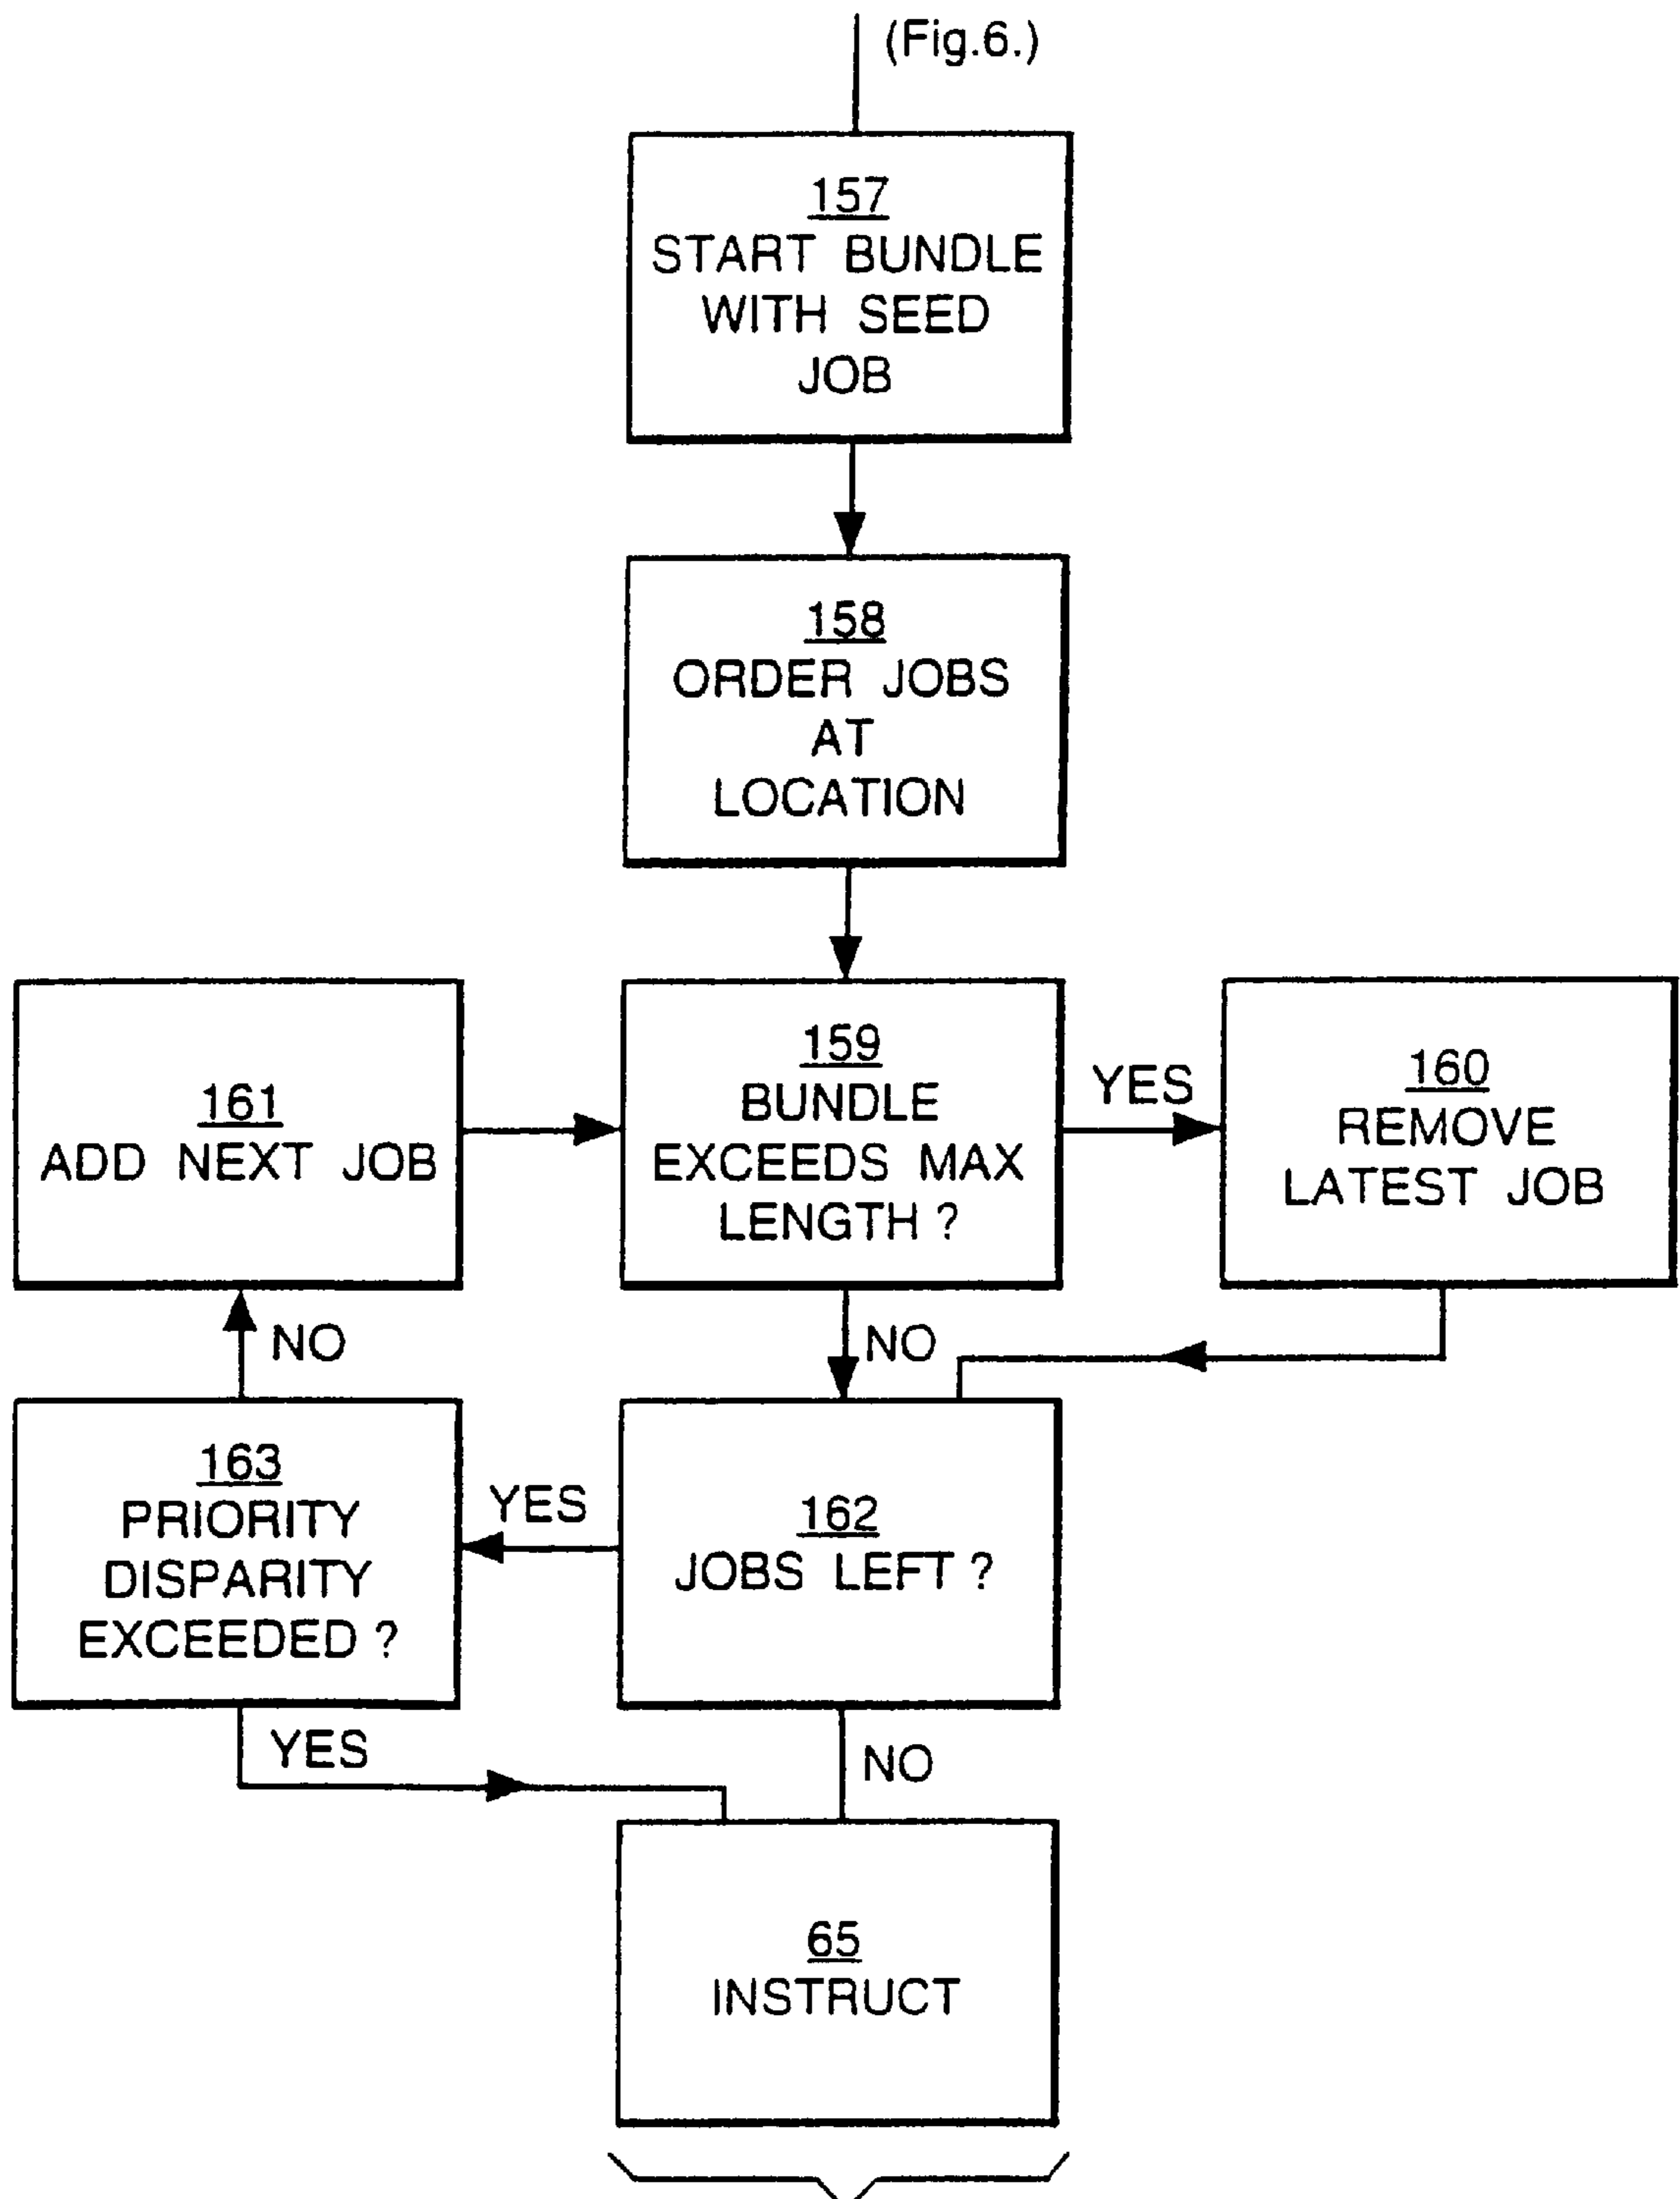 (Fig.6.)
157
START BUNDLE
WITH SEED
JOB
158
ORDER JOBS
AT
LOCATION
161
ADD NEXT JOB
159
BUNDLE
EXCEEDS MAX
LENGTH ?
YES
160
REMOVE
LATEST JOB
NO
NO
163
PRIORITY
DISPARITY
EXCEEDED ?
YES
162
JOBS LEFT ?
YES
NO
65
INSTRUCT